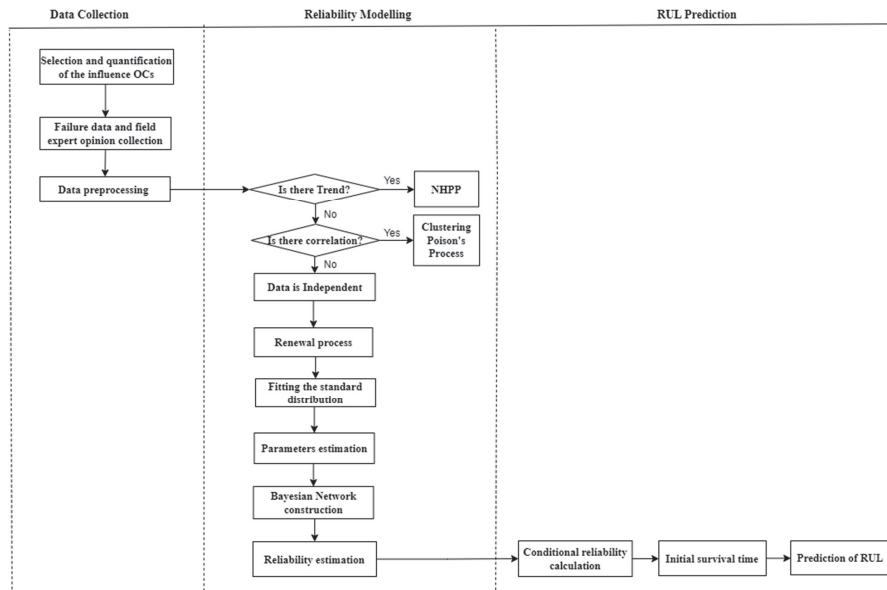 Data Collection
Reliability Modelling
RUL Prediction
Selection and quantification
of the influence OCs
Failure data and field
expert opinion collection
Data preprocessing
Is there Trend?
Yes
NHPP
No
Is there correlation?
Yes
Clustering
Poison's
Process
No
Data is Independent
Renewal process
Fitting the standard
distribution
Parameters estimation
Bayesian Network
construction
Reliability estimation
Conditional reliability
calculation
Initial survival time
Prediction of RUL